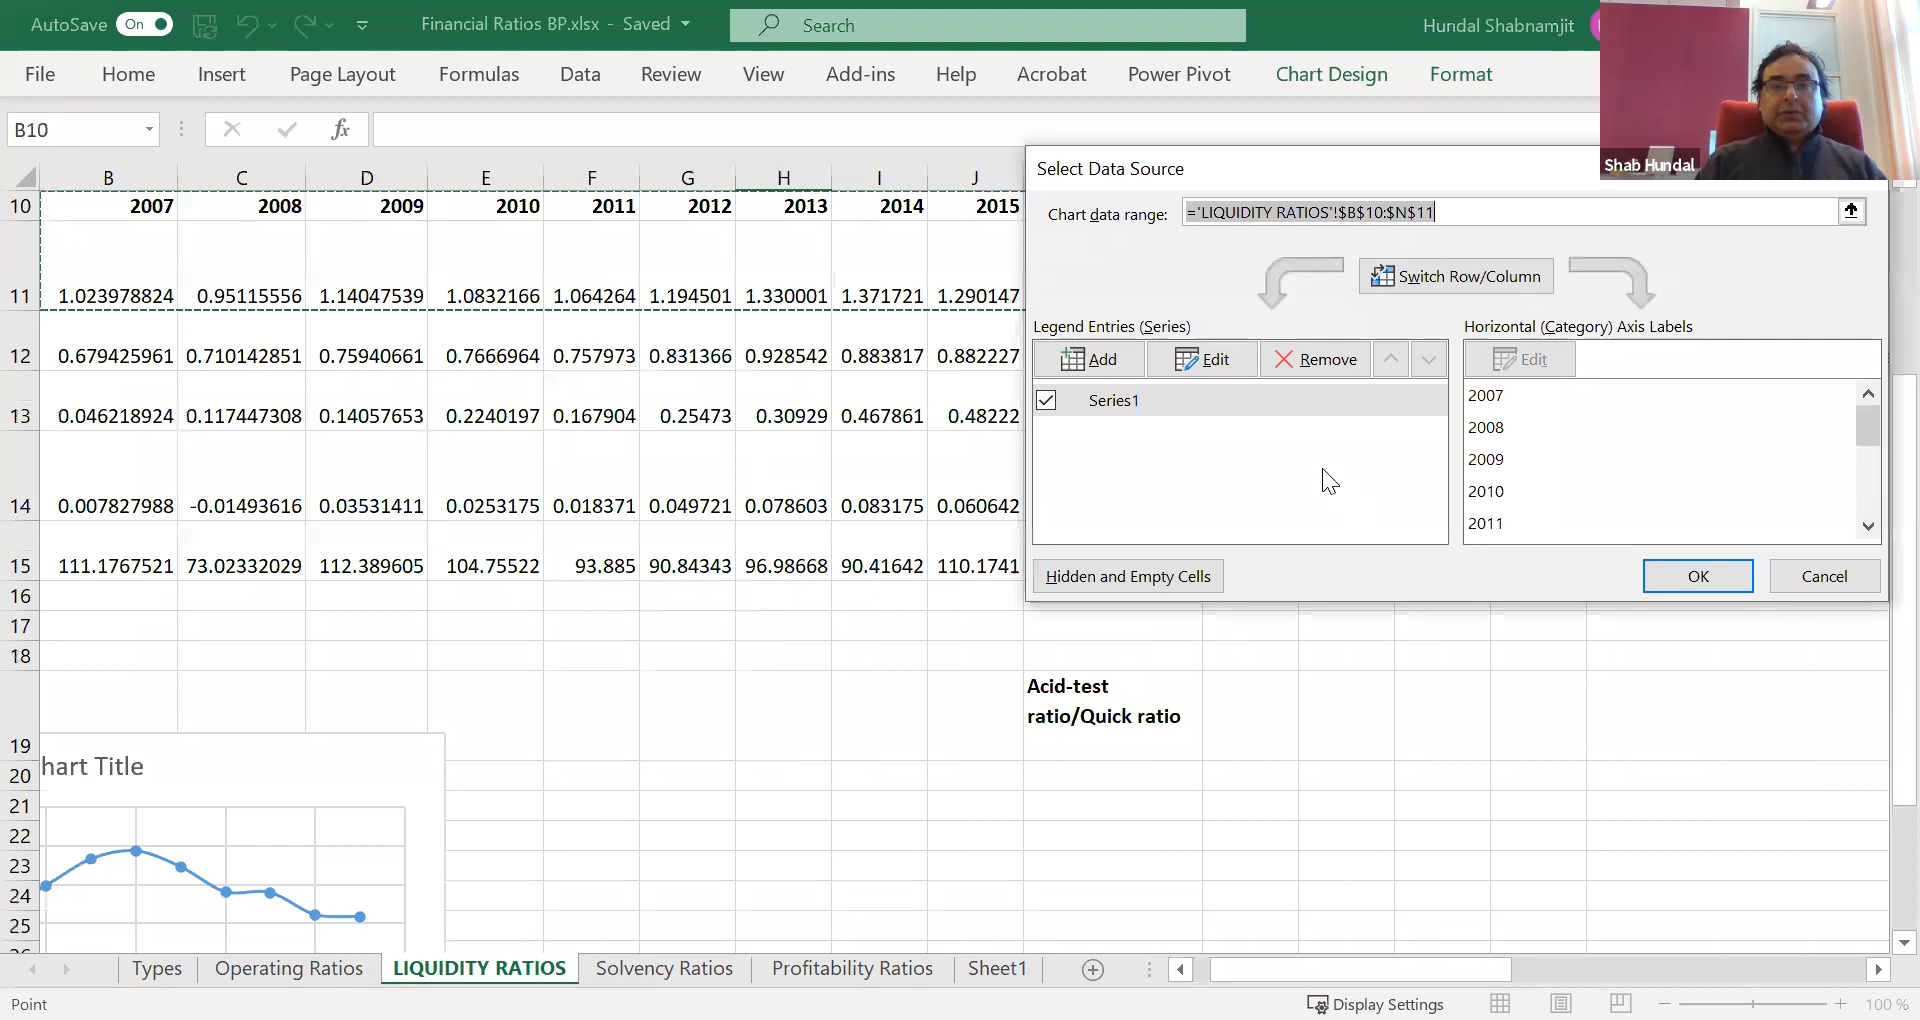 AutoSave On Financial Ratios BP.xlsx - Saved Search Hundal Shabnamjit
File Home Insert Page Layout Formulas Data Review View Add-ins Help Acrobat Power Pivot Chart Design Format
Shab Hundal
B10 fx
Select Data Source
Chart data range: ='LIQUIDITY RATIOS'!$B$10:$N$11
Switch Row/Column
Legend Entries (Series) Horizontal (Category) Axis Labels
Add Edit Remove Edit
Series1
2007
2008
2009
2010
2011
Hidden and Empty Cells OK Cancel
B C D E F G H I J
10 2007 2008 2009 2010 2011 2012 2013 2014 2015
11 1.023978824 0.95115556 1.14047539 1.0832166 1.064264 1.194501 1.330001 1.371721 1.290147
12 0.679425961 0.710142851 0.75940661 0.7666964 0.757973 0.831366 0.928542 0.883817 0.882227
13 0.046218924 0.117447308 0.14057653 0.2240197 0.167904 0.25473 0.30929 0.467861 0.48222
14 0.007827988 -0.01493616 0.03531411 0.0253175 0.018371 0.049721 0.078603 0.083175 0.060642
15 111.1767521 73.02332029 112.389605 104.75522 93.885 90.84343 96.98668 90.41642 110.1741
16
17
18
Acid-test
ratio/Quick ratio
19
hart Title
20
21
22
23
24
25
Types Operating Ratios LIQUIDITY RATIOS Solvency Ratios Profitability Ratios Sheet1
Point Display Settings 100 %